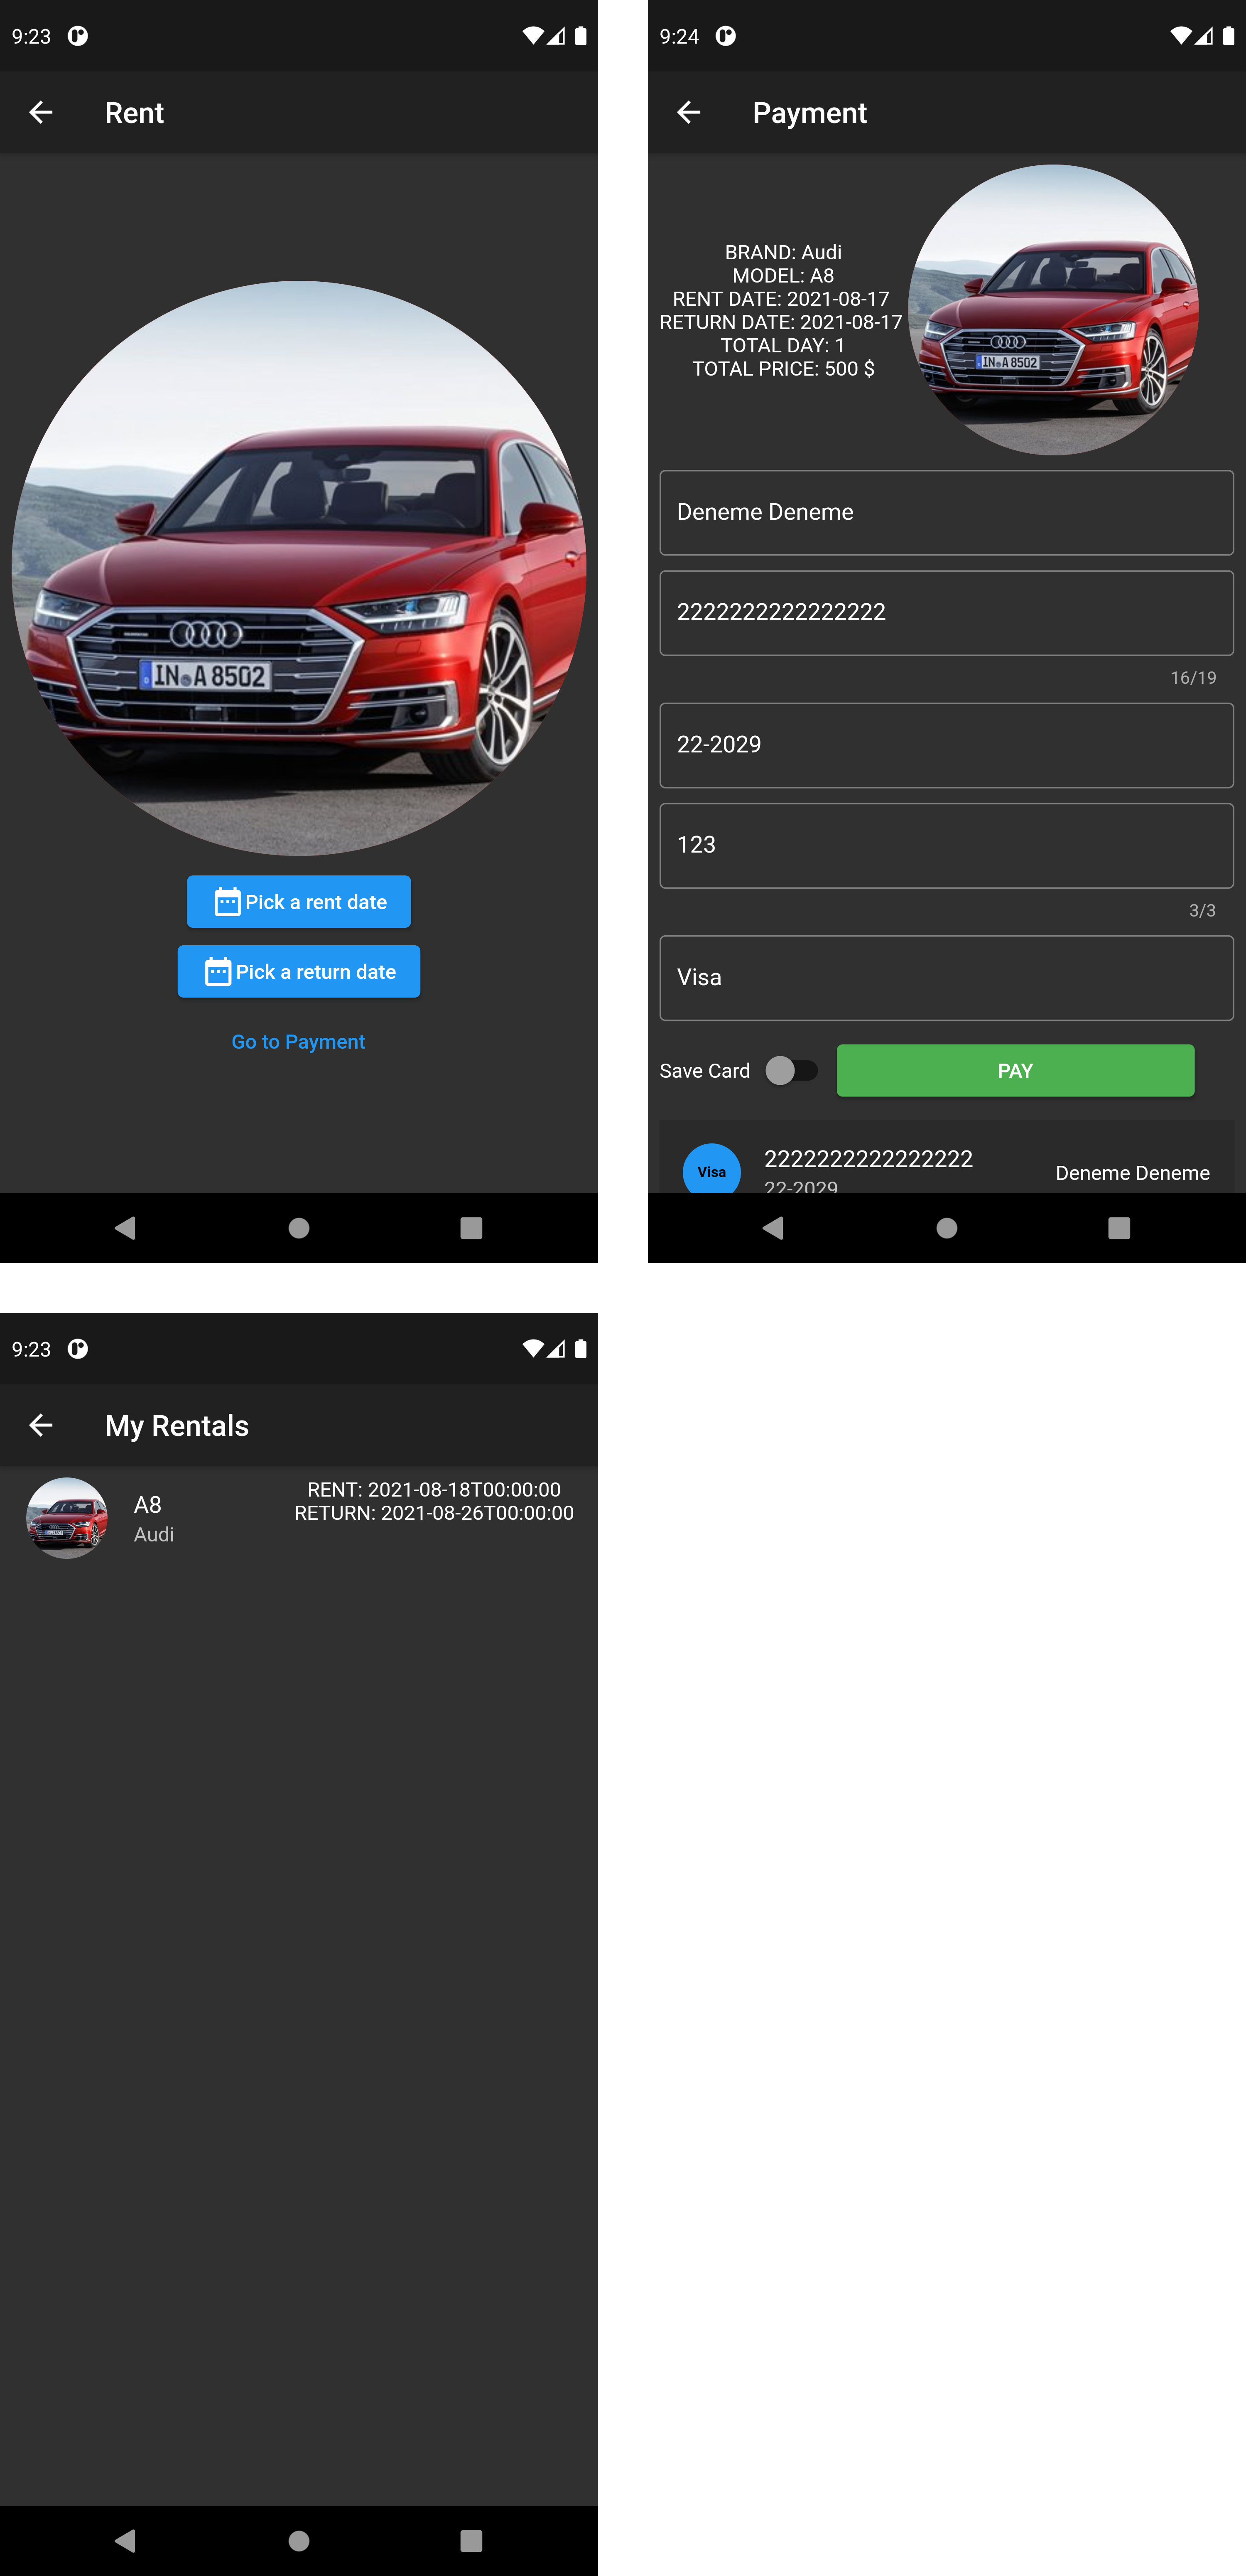 9:23
Rent
IN A 8502
Pick a rent date
Pick a return date
Go to Payment
9:24
Payment
BRAND: Audi
MODEL: A8
RENT DATE: 2021-08-17
RETURN DATE: 2021-08-17
TOTAL DAY: 1
TOTAL PRICE: 500 $
IN A 8502
Deneme Deneme
2222222222222222
16/19
22-2029
123
3/3
Visa
Save Card
PAY
Visa
2222222222222222
22-2029
Deneme Deneme
9:23
My Rentals
A8
Audi
RENT: 2021-08-18T00:00:00
RETURN: 2021-08-26T00:00:00